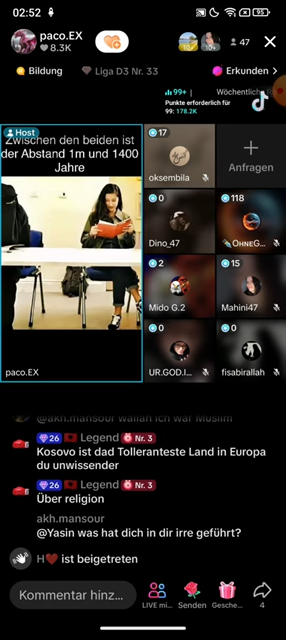 02:52
95
paco.EX
8.3K
10+
47
Bildung
Liga D3 Nr. 33
Erkunden >
99+ |
Wöchentliche R
Punkte erforderlich für
99: 178.2K
Host
Zwischen den beiden ist
der Abstand 1m und 1400
Jahre
paco.EX
17
oksembila
+
Anfragen
0
Dino_47
118
OHNEG...
2
Mido G.2
15
Mahini47
0
UR.GOD.I...
0
fisabirallah
@akh.mansour wallah ich war Muslim
26 Legend Nr. 3
Kosovo ist dad Tolleranteste Land in Europa
du unwissender
26 Legend Nr. 3
Über religion
akh.mansour
@Yasin was hat dich in dir irre geführt?
H❤️ ist beigetreten
Kommentar hinz...
LIVE mi...
Senden
Gesche...
4